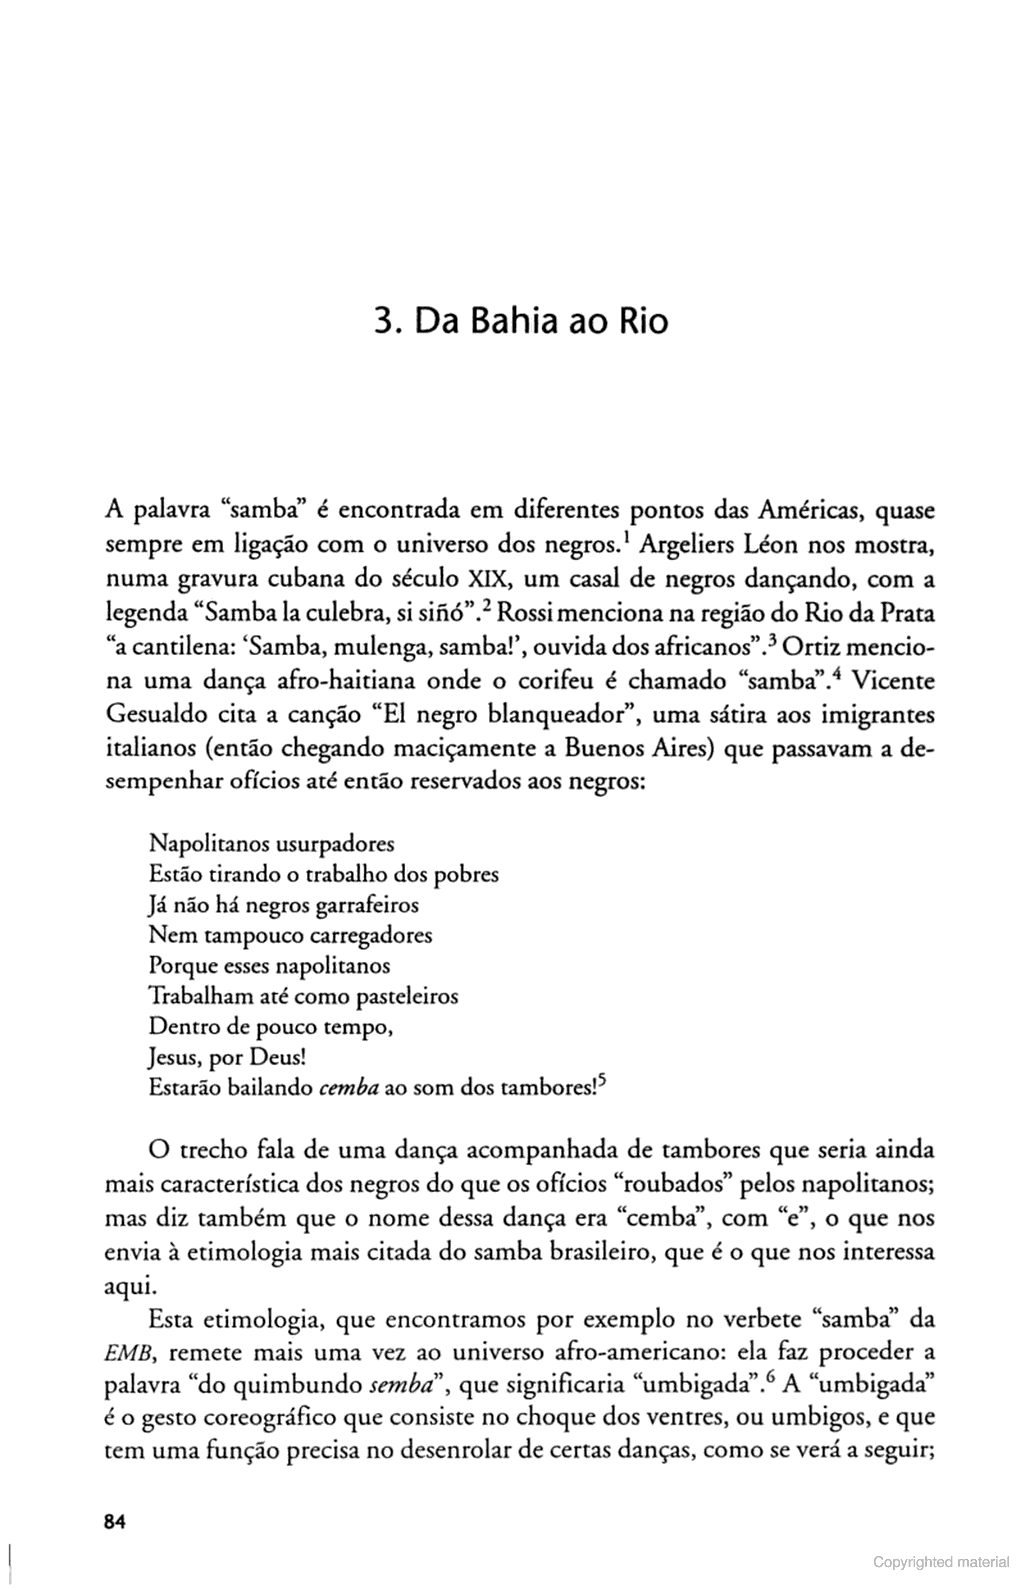 3. Da Bahia ao Rio
A palavra “samba” é encontrada em diferentes pontos das Américas, quase
sempre em ligação com o universo dos negros.¹ Argeliers Léon nos mostra,
numa gravura cubana do século XIX, um casal de negros dançando, com a
legenda “Samba la culebra, si siñó”.² Rossi menciona na região do Rio da Prata
“a cantilena: ‘Samba, mulenga, samba!’, ouvida dos africanos”.³ Ortiz mencio-
na uma dança afro-haitiana onde o corifeu é chamado “samba”.⁴ Vicente
Gesualdo cita a canção “El negro blanqueador”, uma sátira aos imigrantes
italianos (então chegando maciçamente a Buenos Aires) que passavam a de-
sempenhar ofícios até então reservados aos negros:
Napolitanos usurpadores
Estão tirando o trabalho dos pobres
Já não há negros garrafeiros
Nem tampouco carregadores
Porque esses napolitanos
Trabalham até como pasteleiros
Dentro de pouco tempo,
Jesus, por Deus!
Estarão bailando cemba ao som dos tambores!⁵
O trecho fala de uma dança acompanhada de tambores que seria ainda
mais característica dos negros do que os ofícios “roubados” pelos napolitanos;
mas diz também que o nome dessa dança era “cemba”, com “e”, o que nos
envia à etimologia mais citada do samba brasileiro, que é o que nos interessa
aqui.
Esta etimologia, que encontramos por exemplo no verbete “samba” da
EMB, remete mais uma vez ao universo afro-americano: ela faz proceder a
palavra “do quimbundo semba”, que significaria “umbigada”.⁶ A “umbigada”
é o gesto coreográfico que consiste no choque dos ventres, ou umbigos, e que
tem uma função precisa no desenrolar de certas danças, como se verá a seguir;
84
Copyrighted material